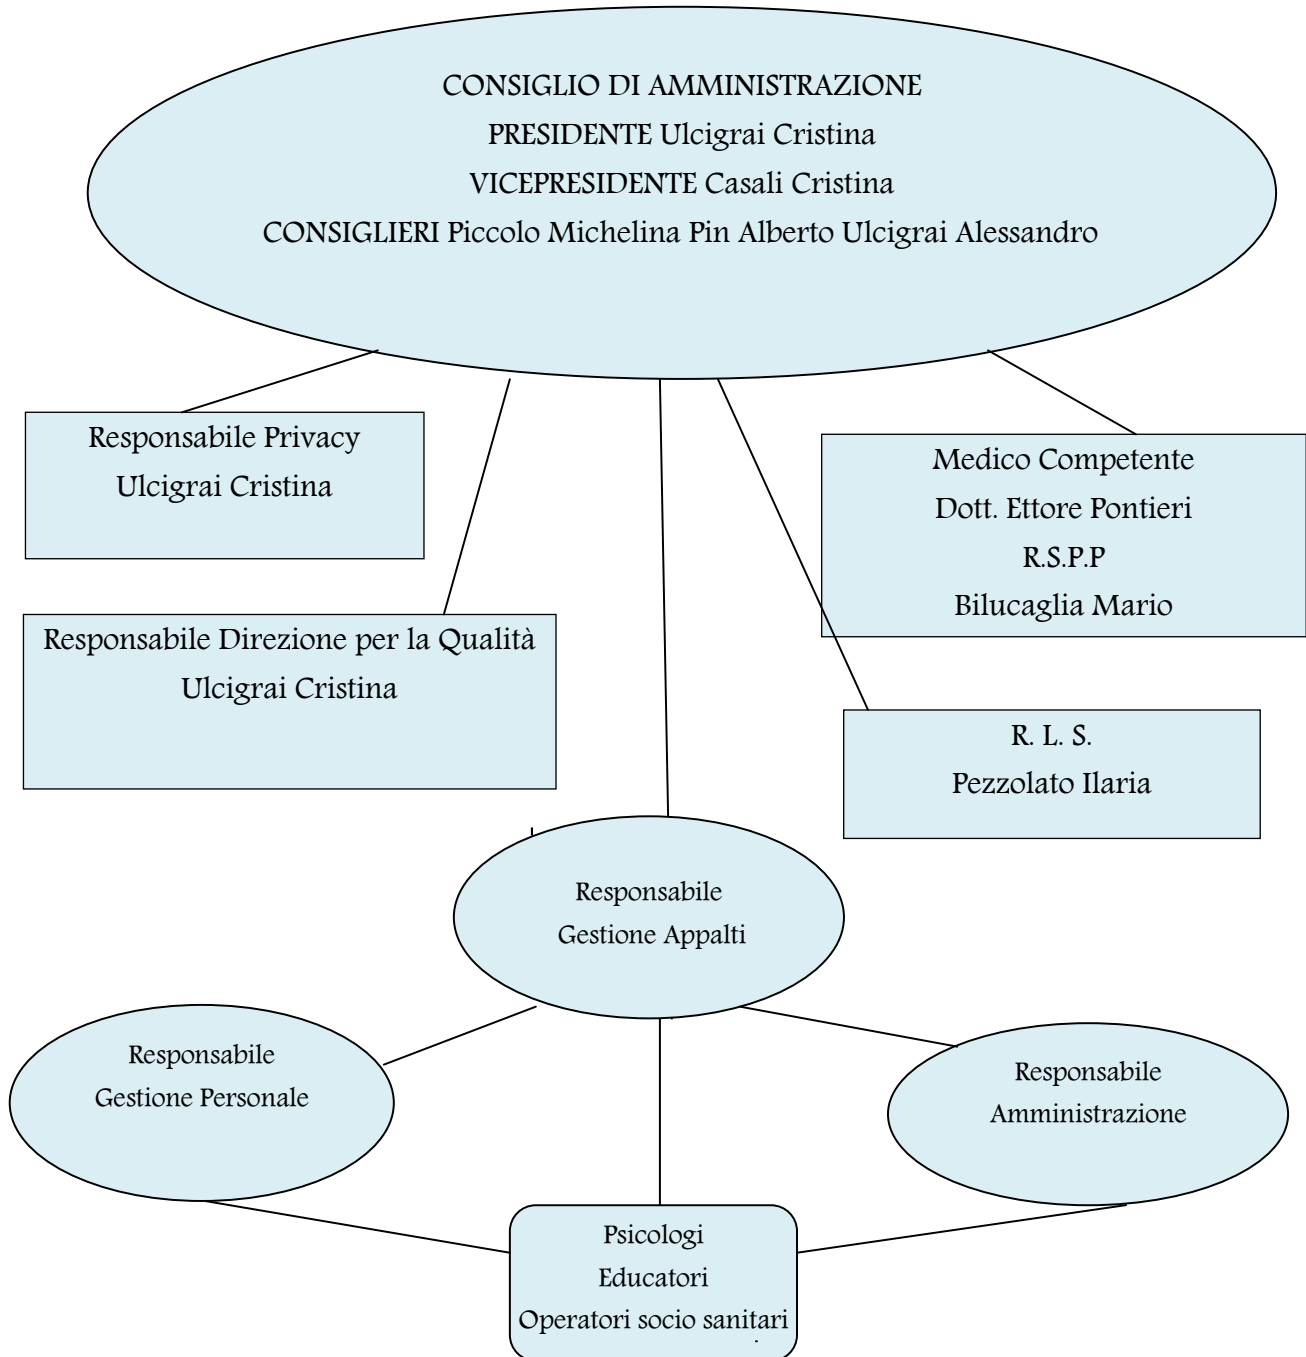 CONSIGLIO DI AMMINISTRAZIONE
PRESIDENTE Ulcigrai Cristina
VICEPRESIDENTE Casali Cristina
CONSIGLIERI Piccolo Michelina Pin Alberto Ulcigrai Alessandro
Responsabile Privacy
Ulcigrai Cristina
Medico Competente
Dott. Ettore Pontieri
R.S.P.P
Bilucaglia Mario
Responsabile Direzione per la Qualità
Ulcigrai Cristina
R. L. S.
Pezzolato Ilaria
Responsabile
Gestione Appalti
Responsabile
Gestione Personale
Responsabile
Amministrazione
Psicologi
Educatori
Operatori socio sanitari
.